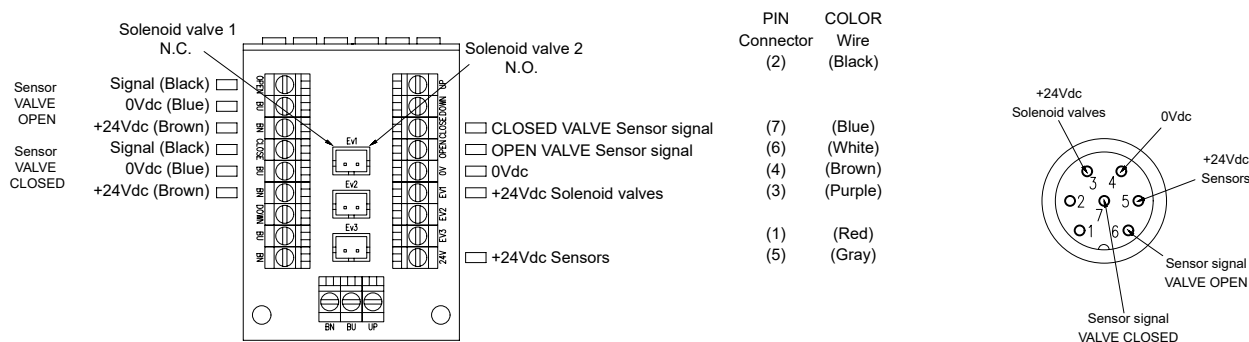 Solenoid valve 1
N.C.
Solenoid valve 2
N.O.
Sensor
VALVE
OPEN
Signal (Black)
0Vdc (Blue)
+24Vdc (Brown)
Sensor
VALVE
CLOSED
Signal (Black)
0Vdc (Blue)
+24Vdc (Brown)
OPEN
BU
BN
CLOSE
BU
BN
DOWN
BU
BN
Ev1
Ev2
Ev3
BN BU UP
UP
DOWN
CLOSE
OPEN
0V
EV1
EV2
EV3
24V
CLOSED VALVE Sensor signal
OPEN VALVE Sensor signal
0Vdc
+24Vdc Solenoid valves
+24Vdc Sensors
PIN COLOR
Connector Wire
(2) (Black)
(7) (Blue)
(6) (White)
(4) (Brown)
(3) (Purple)
(1) (Red)
(5) (Gray)
+24Vdc
Solenoid valves
0Vdc
+24Vdc
Sensors
3 4
2 5
7
1 6
Sensor signal
VALVE OPEN
Sensor signal
VALVE CLOSED